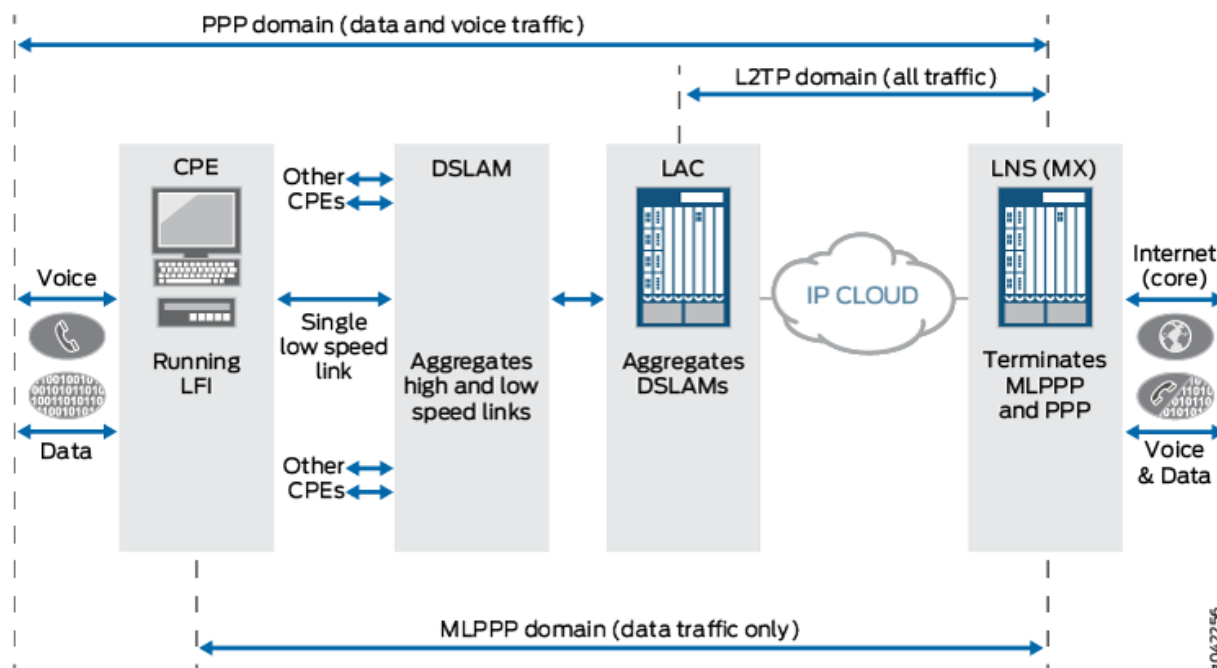 PPP domain (data and voice traffic)
L2TP domain (all traffic)
CPE
Other
CPEs
DSLAM
LAC
LNS (MX)
Voice
Data
Running
LFI
Single
low speed
link
Other
CPEs
Aggregates
high and low
speed links
Aggregates
DSLAMs
IP CLOUD
Terminates
MLPPP
and PPP
Internet
(core)
Voice
& Data
MLPPP domain (data traffic only)